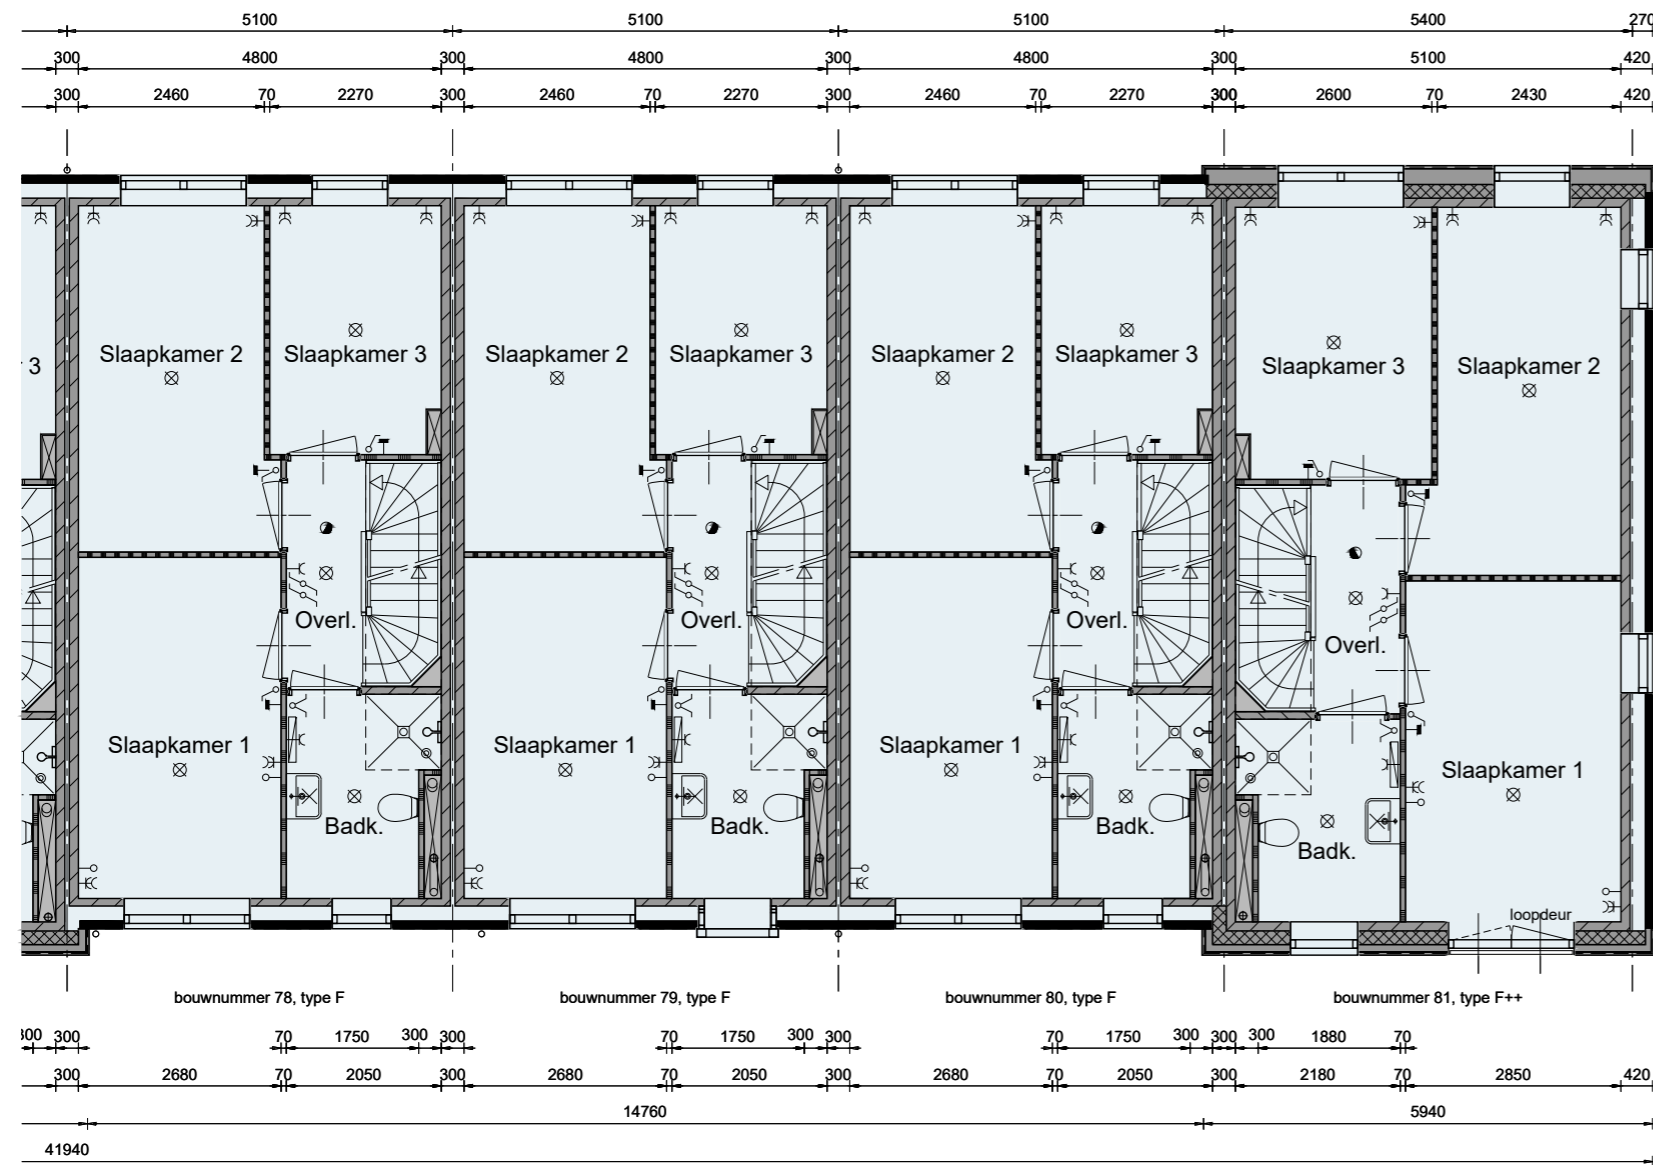 5100 5100 5100 5400 270
300 4800 300 4800 300 4800 300 5100 420
300 2460 70 2270 300 2460 70 2270 300 2460 70 2270 300 2600 70 2430 420
3 Slaapkamer 2 Slaapkamer 3 Slaapkamer 2 Slaapkamer 3 Slaapkamer 2 Slaapkamer 3 Slaapkamer 3 Slaapkamer 2
Overl. Overl. Overl. Overl.
Slaapkamer 1 Slaapkamer 1 Slaapkamer 1 Slaapkamer 1
Badk. Badk. Badk. Badk.
loopdeur
bouwnummer 78, type F bouwnummer 79, type F bouwnummer 80, type F bouwnummer 81, type F++
300 300 70 1750 300 300 70 1750 300 300 70 1750 300 300 300 1880 70
300 2680 70 2050 300 2680 70 2050 300 2680 70 2050 300 2180 70 2850 420
14760 5940
41940